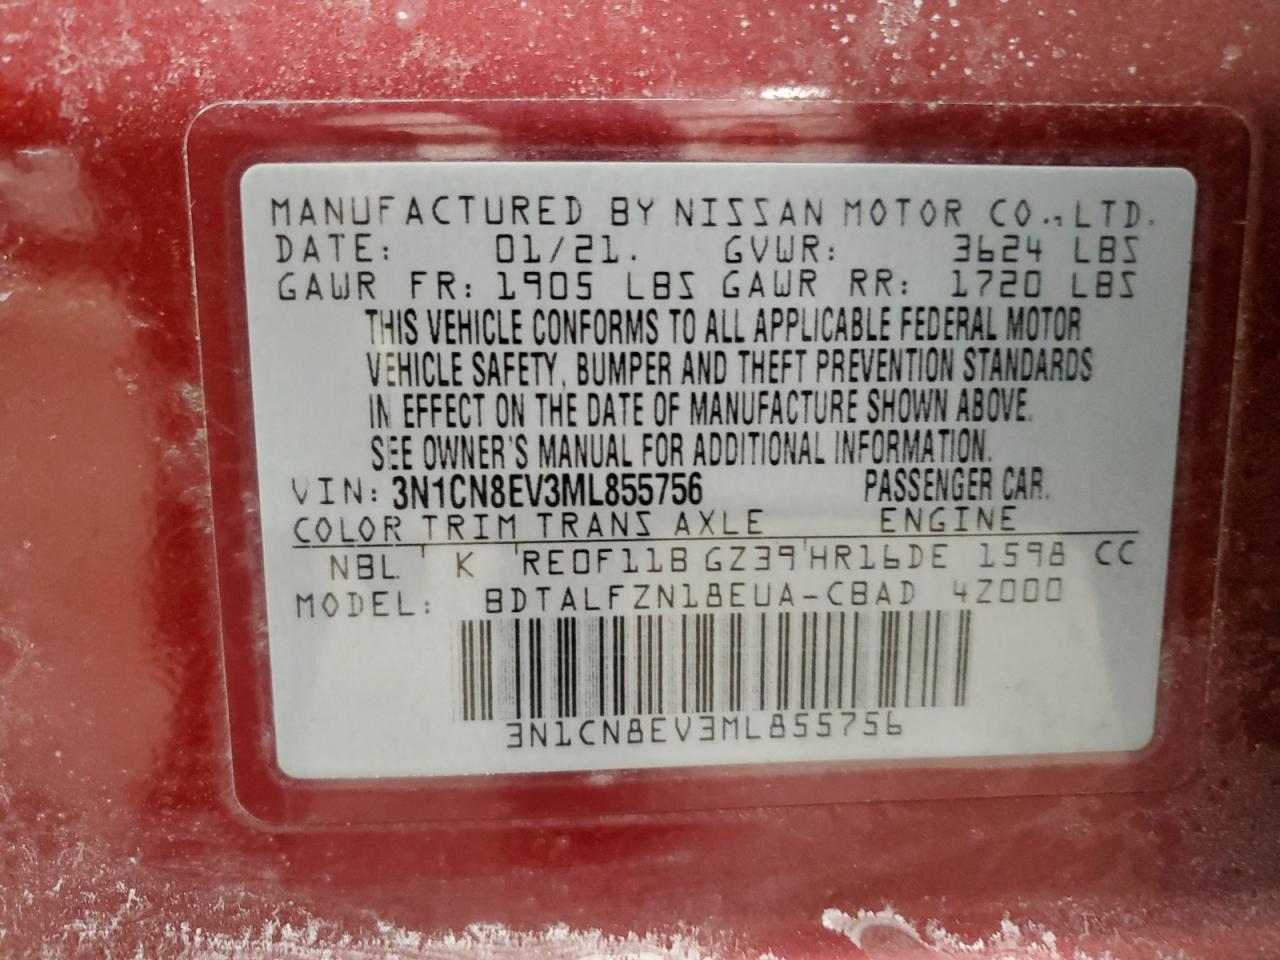 MANUFACTURED BY NISSAN MOTOR CO.,LTD.
DATE: 01/21. GVWR: 3624 LBS
GAWR FR: 1905 LBS GAWR RR: 1720 LBS
THIS VEHICLE CONFORMS TO ALL APPLICABLE FEDERAL MOTOR
VEHICLE SAFETY, BUMPER AND THEFT PREVENTION STANDARDS
IN EFFECT ON THE DATE OF MANUFACTURE SHOWN ABOVE.
SEE OWNER'S MANUAL FOR ADDITIONAL INFORMATION.
VIN: 3N1CN8EV3ML855756 PASSENGER CAR.
COLOR TRIM TRANS AXLE ENGINE
NBL K RE0F11B GZ39 HR16DE 1598 CC
MODEL: BDTALFZN18EUA-CBAD 4Z000
3N1CN8EV3ML855756